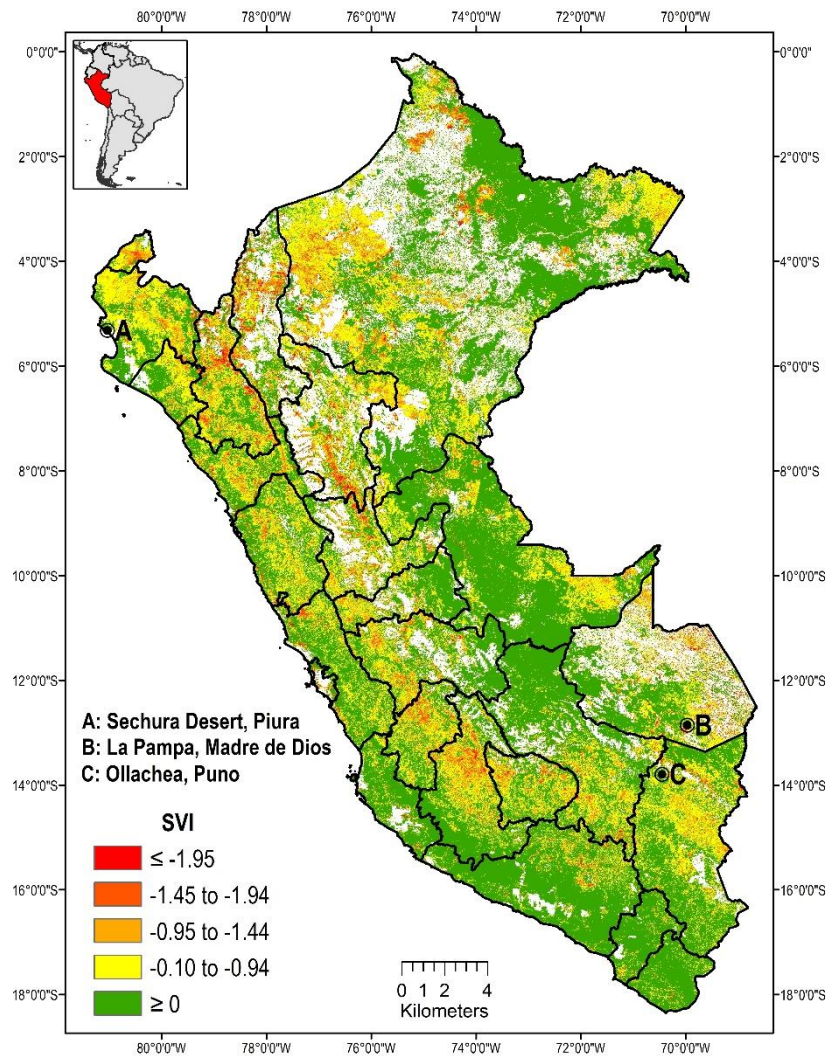 80°0'0"W 78°0'0"W 76°0'0"W 74°0'0"W 72°0'0"W 70°0'0"W
0°0'0" 0°0'0"
2°0'0"S 2°0'0"S
4°0'0"S 4°0'0"S
A
6°0'0"S 6°0'0"S
8°0'0"S 8°0'0"S
10°0'0"S 10°0'0"S
12°0'0"S 12°0'0"S
A: Sechura Desert, Piura
B
B: La Pampa, Madre de Dios
C: Ollachea, Puno
C
14°0'0"S 14°0'0"S
SVI
≤ -1.95
-1.45 to -1.94
16°0'0"S 16°0'0"S
-0.95 to -1.44
-0.10 to -0.94
≥ 0
0 1 2 4
Kilometers
18°0'0"S 18°0'0"S
80°0'0"W 78°0'0"W 76°0'0"W 74°0'0"W 72°0'0"W 70°0'0"W